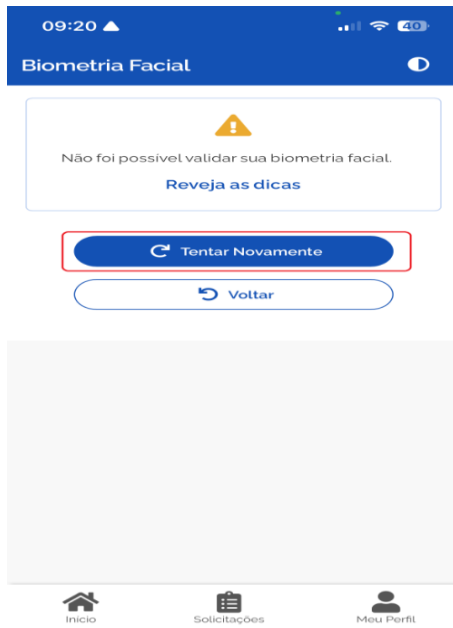 09:20
40
Biometria Facial
Não foi possível validar sua biometria facial.
Reveja as dicas
Tentar Novamente
Voltar
Início
Solicitações
Meu Perfil